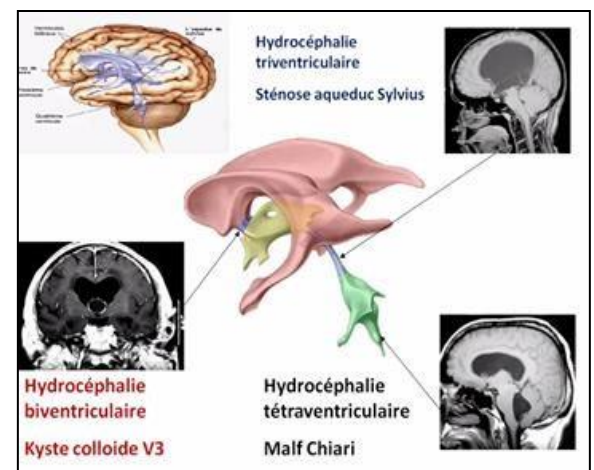 Hydrocéphalie
triventriculaire
Sténose aqueduc Sylvius
Hydrocéphalie
biventriculaire
Kyste colloide V3
Hydrocéphalie
tétraventriculaire
Malf Chiari